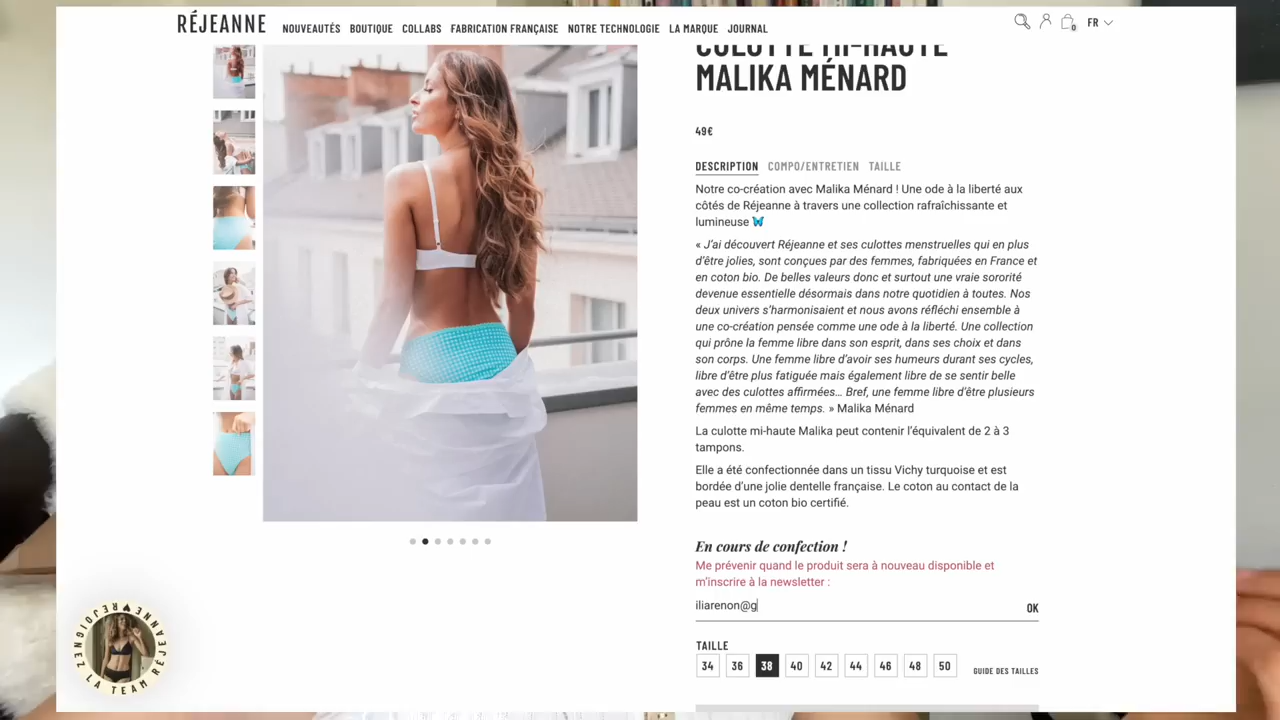 RÉJEANNE
NOUVEAUTÉS BOUTIQUE COLLABS FABRICATION FRANÇAISE NOTRE TECHNOLOGIE LA MARQUE JOURNAL
0
FR
CULOTTE MI-HAUTE
MALIKA MÉNARD
49€
DESCRIPTION COMPO/ENTRETIEN TAILLE
Notre co-création avec Malika Ménard ! Une ode à la liberté aux
côtés de Réjeanne à travers une collection rafraîchissante et
lumineuse 🦋
« J’ai découvert Réjeanne et ses culottes menstruelles qui en plus
d’être jolies, sont conçues par des femmes, fabriquées en France et
en coton bio. De belles valeurs donc et surtout une vraie sororité
devenue essentielle désormais dans notre quotidien à toutes. Nos
deux univers s’harmonisaient et nous avons réfléchi ensemble à
une co-création pensée comme une ode à la liberté. Une collection
qui prône la femme libre dans son esprit, dans ses choix et dans
son corps. Une femme libre d’avoir ses humeurs durant ses cycles,
libre d’être plus fatiguée mais également libre de se sentir belle
avec des culottes affirmées… Bref, une femme libre d’être plusieurs
femmes en même temps. » Malika Ménard
La culotte mi-haute Malika peut contenir l’équivalent de 2 à 3
tampons.
Elle a été confectionnée dans un tissu Vichy turquoise et est
bordée d’une jolie dentelle française. Le coton au contact de la
peau est un coton bio certifié.
En cours de confection !
Me prévenir quand le produit sera à nouveau disponible et
m’inscrire à la newsletter :
iliarenon@g
OK
TAILLE
34 36 38 40 42 44 46 48 50
GUIDE DES TAILLES
REJOIGNEZ LA TEAM RÉJEANNE